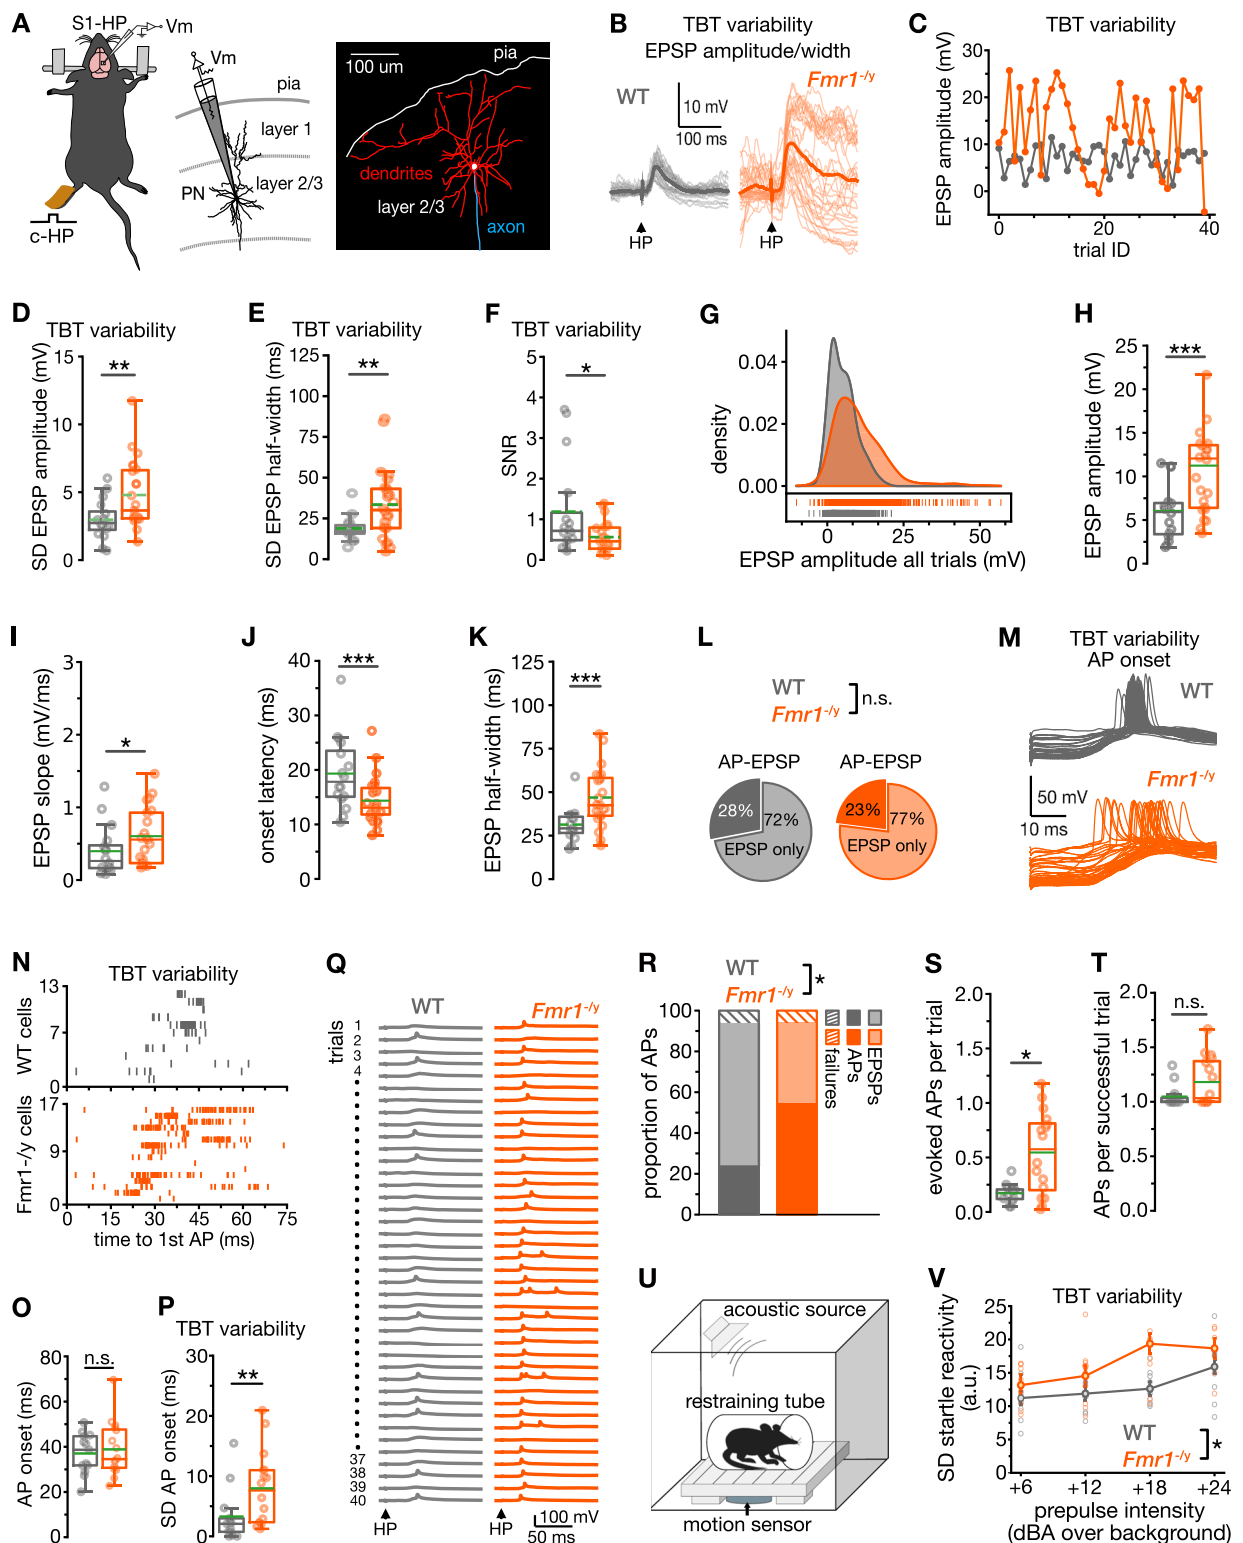 A
S1-HP
Vm
Vm
pia
layer 1
PN
layer 2/3
c-HP
100 um
pia
dendrites
layer 2/3
axon
B
TBT variability
EPSP amplitude/width
WT
Fmr1-/y
10 mV
100 ms
HP
HP
C
TBT variability
EPSP amplitude (mV)
30
20
10
0
0
20
40
trial ID
D
TBT variability
SD EPSP amplitude (mV)
15
10
5
0
**
E
TBT variability
SD EPSP half-width (ms)
125
100
75
50
25
0
**
F
TBT variability
SNR
5
4
3
2
1
0
*
G
density
0.04
0.02
0.00
0
25
50
EPSP amplitude all trials (mV)
H
EPSP amplitude (mV)
25
20
15
10
5
0
***
I
EPSP slope (mV/ms)
3
2
1
0
*
J
onset latency (ms)
40
30
20
10
0
***
K
EPSP half-width (ms)
125
100
75
50
25
0
***
L
WT
Fmr1-/y
n.s.
AP-EPSP
28%
72%
EPSP only
AP-EPSP
23%
77%
EPSP only
M
TBT variability
AP onset
WT
Fmr1-/y
50 mV
10 ms
N
TBT variability
WT cells
13
7
0
Fmr1-/y cells
17
9
0
0 15 30 45 60 75
time to 1st AP (ms)
O
AP onset (ms)
80
60
40
20
0
n.s.
P
TBT variability
SD AP onset (ms)
30
20
10
0
**
Q
WT
Fmr1-/y
trials
1
2
3
4
37
38
39
40
HP
HP
100 mV
50 ms
R
WT
Fmr1-/y
*
proportion of APs
100
80
60
40
20
0
failures
APs
EPSPs
S
evoked APs per trial
2.0
1.5
1.0
0.5
0.0
*
T
APs per successful trial
2.0
1.5
1.0
0.5
0.0
n.s.
U
acoustic source
restraining tube
motion sensor
V
TBT variability
SD startle reactivity
(a.u.)
25
20
15
10
5
0
WT
Fmr1-/y
*
+6 +12 +18 +24
prepulse intensity
(dBA over background)